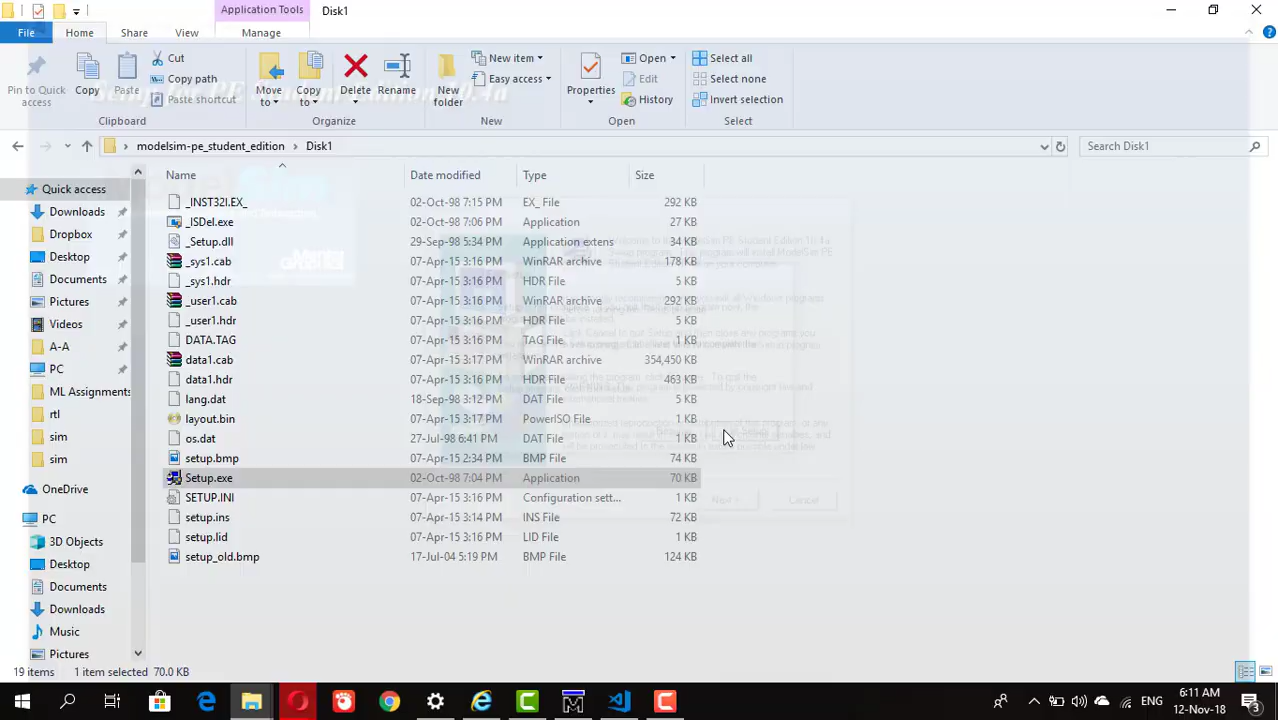 Application Tools
Disk1
File
Home
Share
View
Manage
Pin to Quick access
Copy
Paste
Cut
Copy path
Paste shortcut
Clipboard
Move to
Copy to
Delete
Rename
Organize
New folder
New item
Easy access
New
Properties
Open
Edit
History
Open
Select all
Select none
Invert selection
Select
Setup for PE Student Edition 10.4a
modelsim-pe_student_edition
Disk1
Search Disk1
Name
Date modified
Type
Size
_INST32I.EX_ 02-Oct-98 7:15 PM EX_ File 292 KB
_ISDel.exe 02-Oct-98 7:06 PM Application 27 KB
_Setup.dll 29-Sep-98 5:34 PM Application extens 34 KB
_sys1.cab 07-Apr-15 3:16 PM WinRAR archive 178 KB
_sys1.hdr 07-Apr-15 3:16 PM HDR File 5 KB
_user1.cab 07-Apr-15 3:16 PM WinRAR archive 292 KB
_user1.hdr 07-Apr-15 3:16 PM HDR File 5 KB
DATA.TAG 07-Apr-15 3:16 PM TAG File 1 KB
data1.cab 07-Apr-15 3:17 PM WinRAR archive 354,450 KB
data1.hdr 07-Apr-15 3:16 PM HDR File 463 KB
lang.dat 18-Sep-98 3:12 PM DAT File 5 KB
layout.bin 07-Apr-15 3:17 PM PowerISO File 1 KB
os.dat 27-Jul-98 6:41 PM DAT File 1 KB
setup.bmp 07-Apr-15 2:34 PM BMP File 74 KB
Setup.exe 02-Oct-98 7:04 PM Application 70 KB
SETUP.INI 07-Apr-15 3:16 PM Configuration sett... 1 KB
setup.ins 07-Apr-15 3:14 PM INS File 72 KB
setup.lid 07-Apr-15 3:16 PM LID File 1 KB
setup_old.bmp 17-Jul-04 5:19 PM BMP File 124 KB
Quick access
Downloads
Dropbox
Desktop
Documents
Pictures
Videos
A-A
PC
ML Assignments
rtl
sim
sim
OneDrive
PC
3D Objects
Desktop
Documents
Downloads
Music
Pictures
Next >
Cancel
19 items
1 item selected 70.0 KB
ENG
6:11 AM
12-Nov-18
3